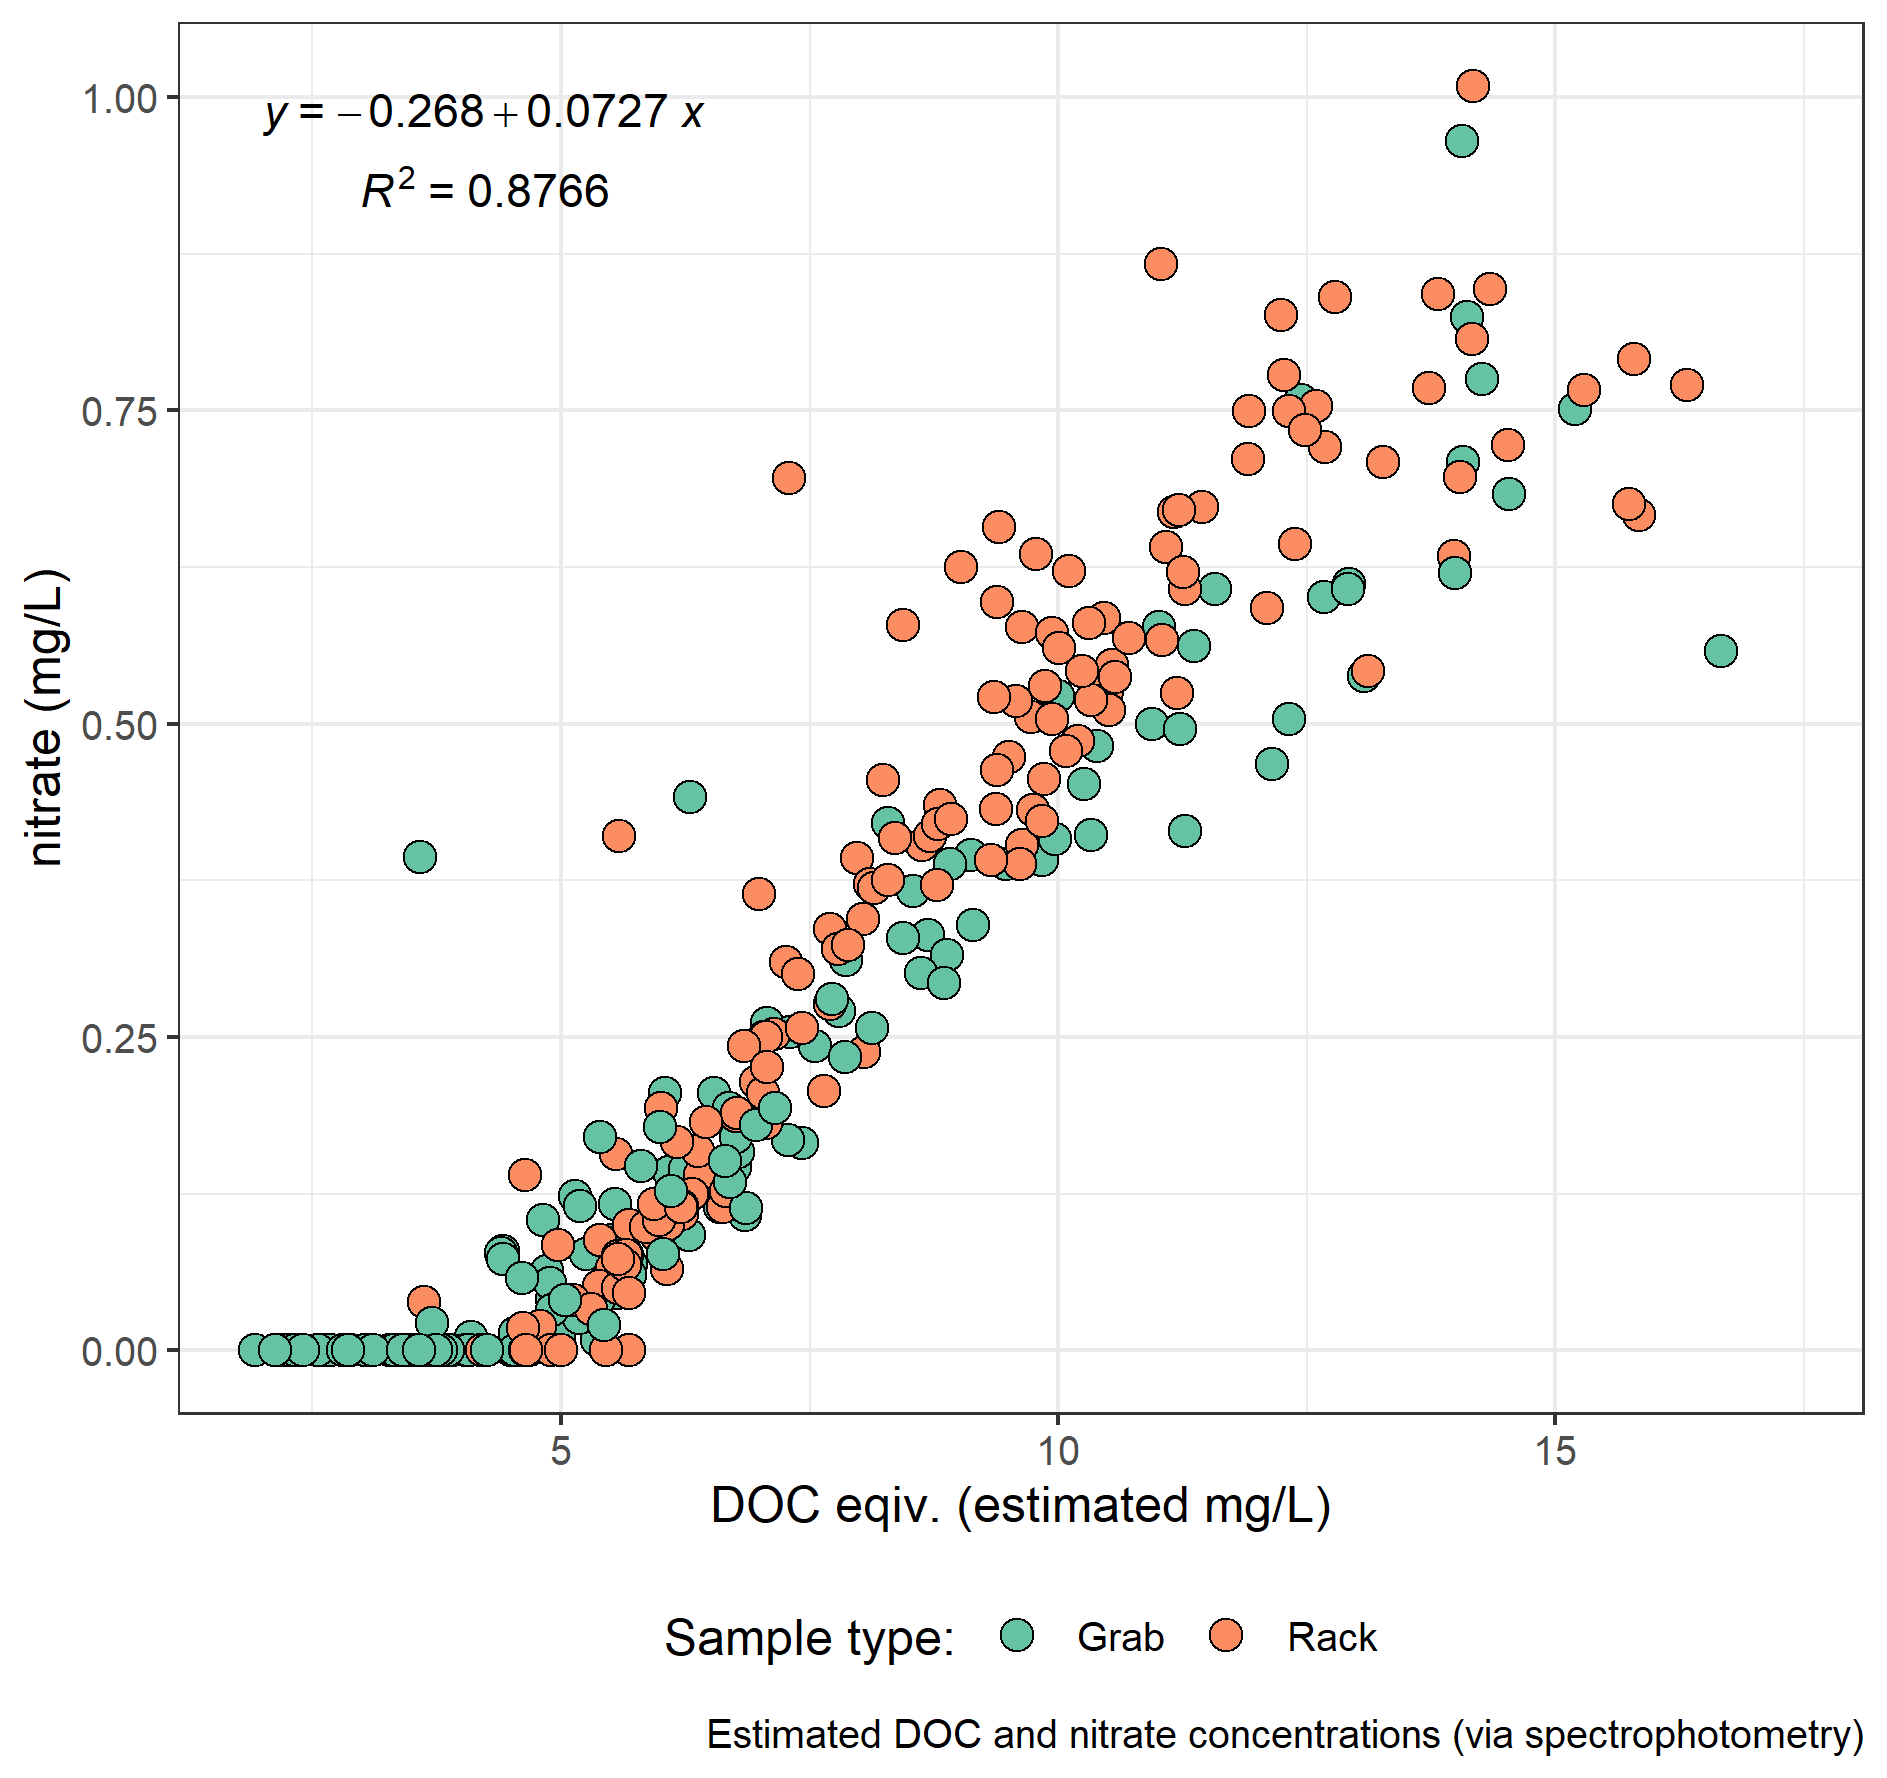 y = −0.268 + 0.0727 x
R² = 0.8766
1.00
0.75
0.50
0.25
0.00
nitrate (mg/L)
5 10 15
DOC eqiv. (estimated mg/L)
Sample type: Grab Rack
Estimated DOC and nitrate concentrations (via spectrophotometry)